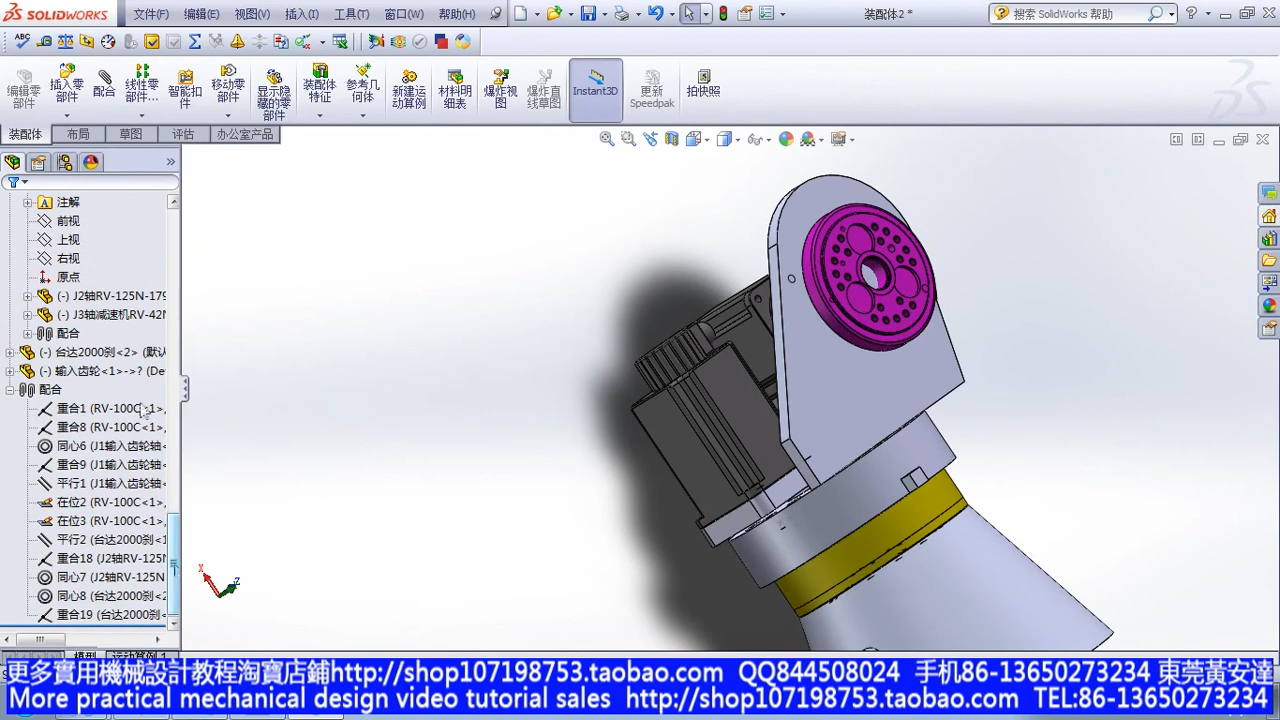 SOLIDWORKS 文件(F) 编辑(E) 视图(V) 插入(I) 工具(T) 窗口(W) 帮助(H) 装配体2 * 搜索 SolidWorks 帮助
编辑零部件 插入零部件 配合 线性零部件... 智能扣件 移动零部件 显示隐藏的零部件 装配体特征 参考几何体 新建运动算例 材料明细表 爆炸视图 爆炸直线草图 Instant3D 更新Speedpak 拍快照
装配体 布局 草图 评估 办公室产品
注解
前视
上视
右视
原点
(-) J2轴RV-125N-179
(-) J3轴减速机RV-42N
配合
(-) 台达2000刹<2> (默认
(-) 输入齿轮<1>->? (De
配合
重合1 (RV-100C<1>,
重合8 (RV-100C<1>,
同心6 (J1输入齿轮轴<
重合9 (J1输入齿轮轴<
平行1 (J1输入齿轮轴<
在位2 (RV-100C<1>,
在位3 (RV-100C<1>,
平行2 (台达2000刹<1
重合18 (J2轴RV-125N
同心7 (J2轴RV-125N
同心8 (台达2000刹<2
重合19 (台达2000刹<
X Z
模型 运动算例 1
更多實用機械設計教程淘寶店鋪http://shop107198753.taobao.com QQ844508024 手机86-13650273234 東莞黃安達
More practical mechanical design video tutorial sales http://shop107198753.taobao.com TEL:86-13650273234